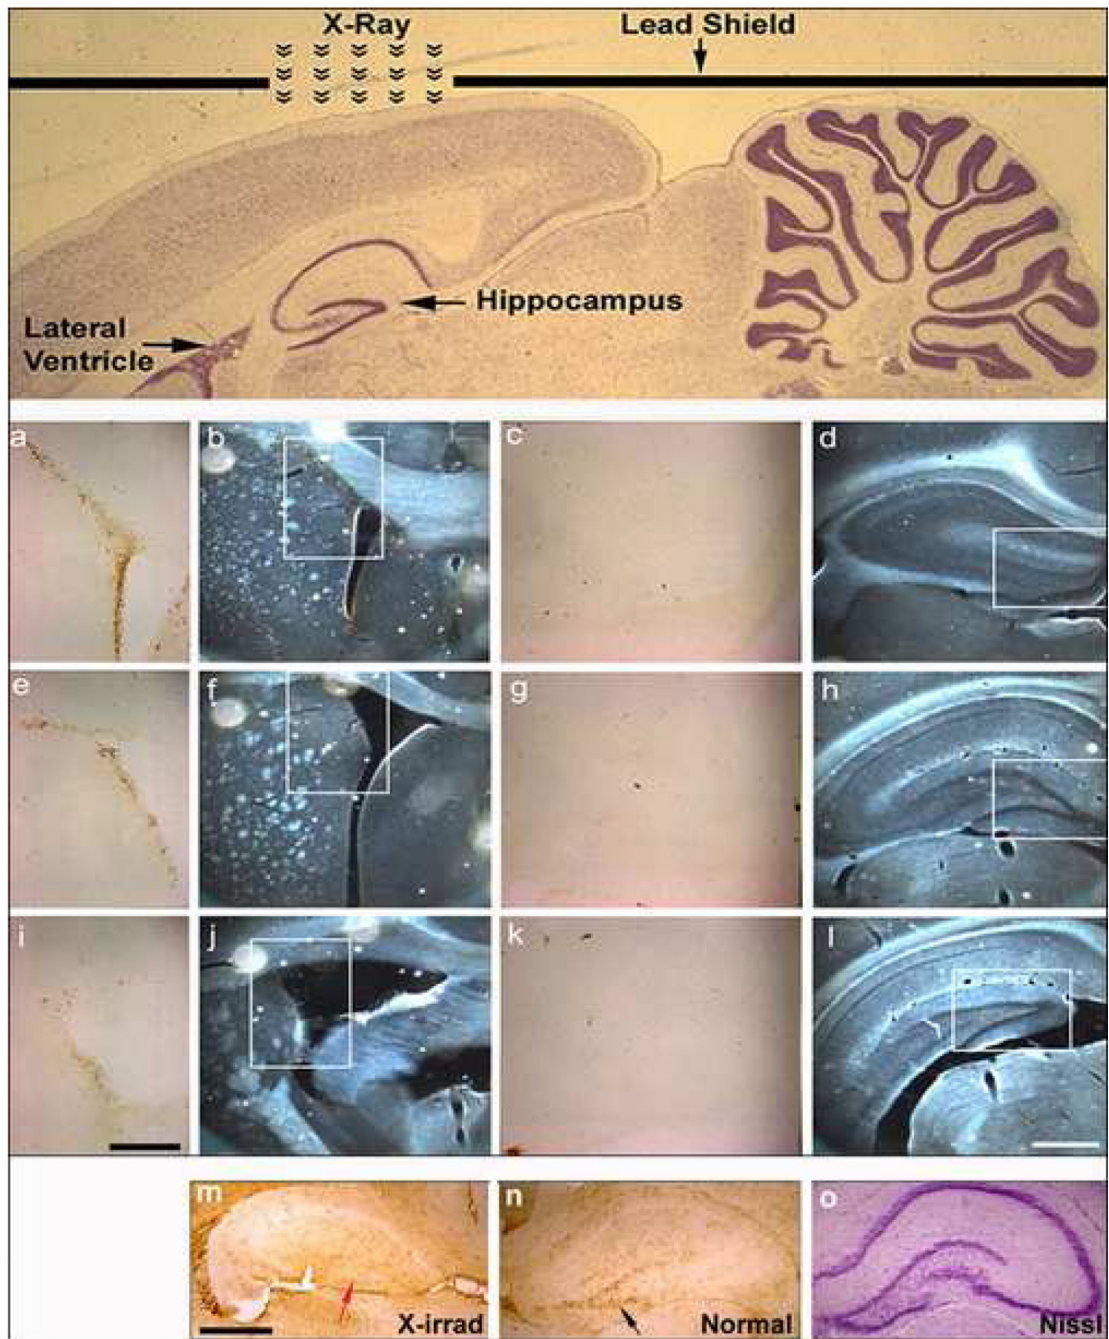 X-Ray
Lead Shield
Hippocampus
Lateral
Ventricle
a
b
c
d
e
f
g
h
i
j
k
l
m
X-irrad
n
Normal
o
Nissl